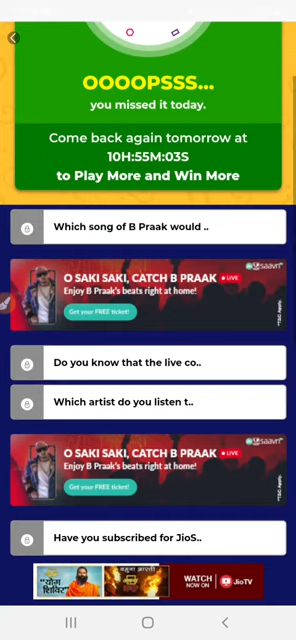 OOOOPSSS...
you missed it today.
Come back again tomorrow at
10H:55M:03S
to Play More and Win More
Which song of B Praak would ..
O SAKI SAKI, CATCH B PRAAK LIVE
Enjoy B Praak's beats right at home!
Get your FREE ticket!
saavn
*T&C Apply.
Do you know that the live co..
Which artist do you listen t..
O SAKI SAKI, CATCH B PRAAK LIVE
Enjoy B Praak's beats right at home!
Get your FREE ticket!
saavn
*T&C Apply.
Have you subscribed for JioS..
"योग
शिविर"
WATCH
NOW ON
JioTV